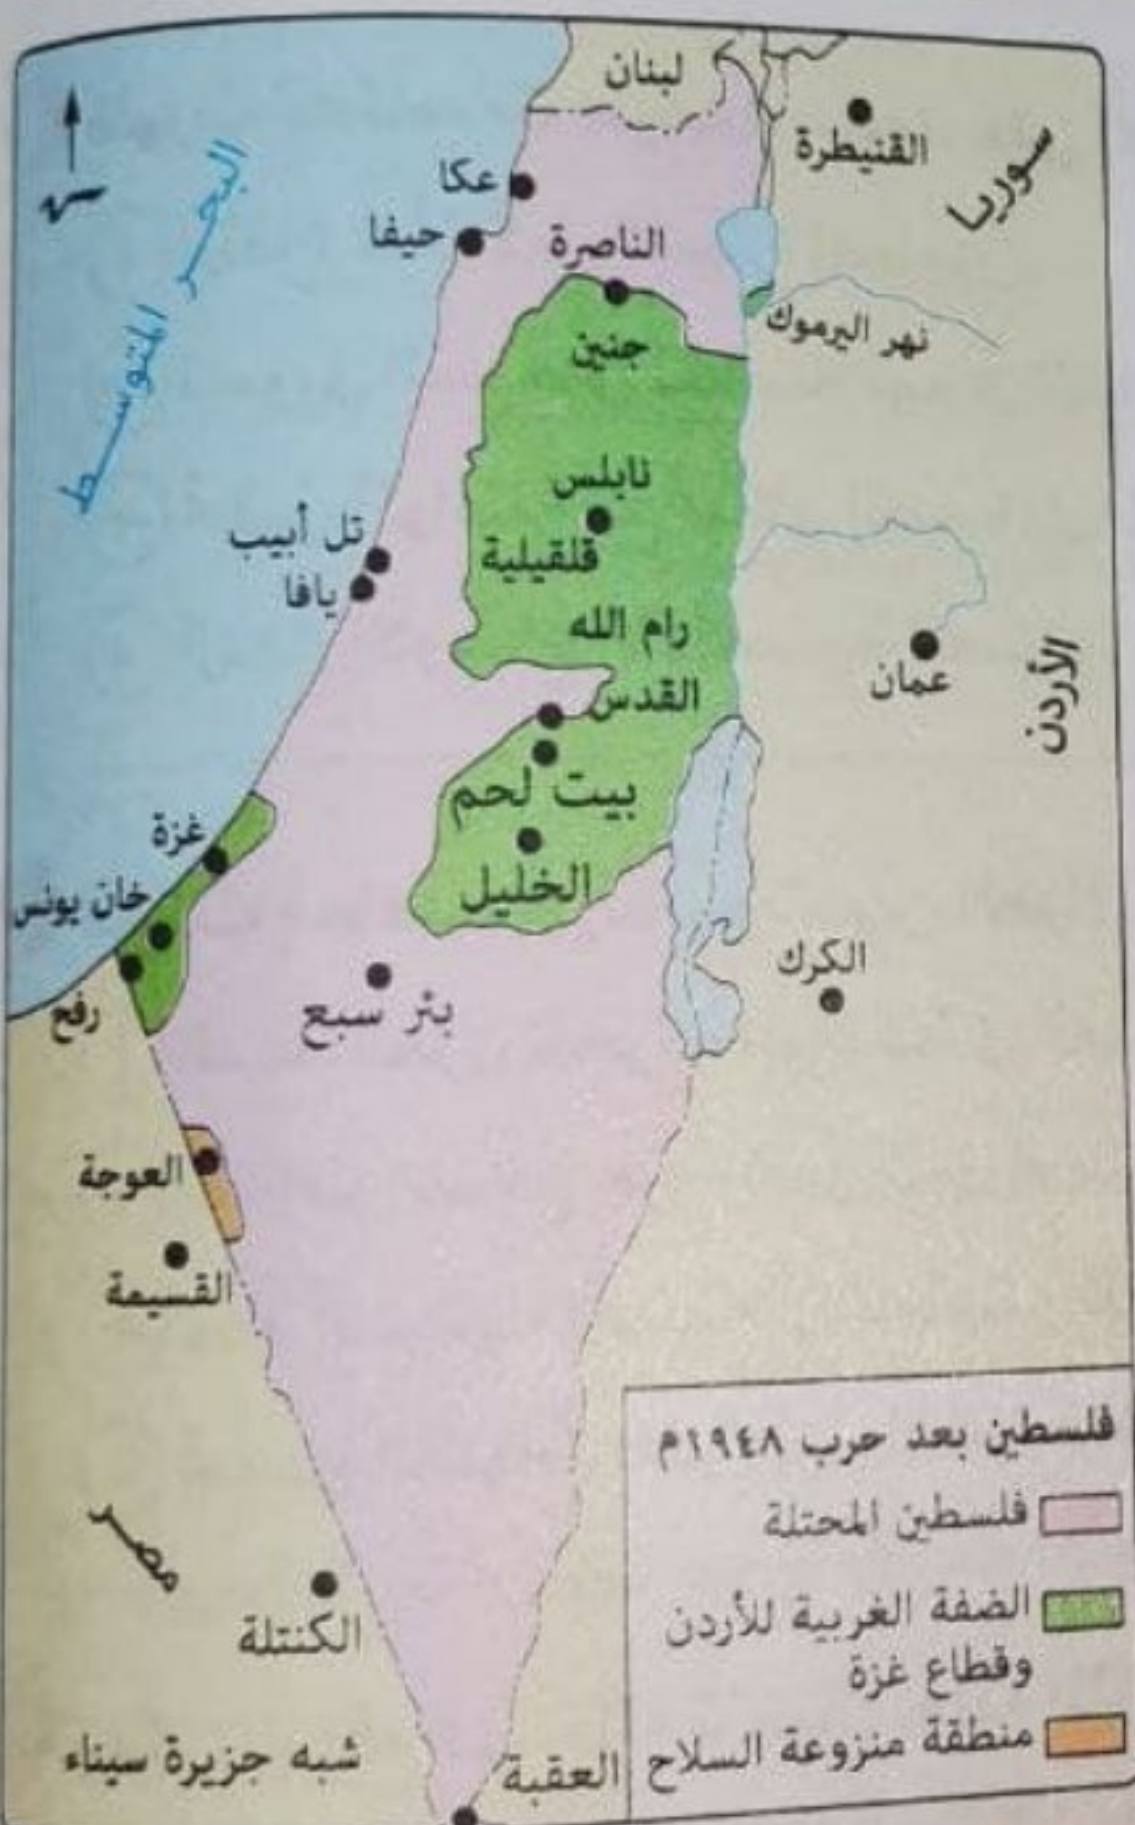 لبنان
القنيطرة
سوريا
البحر المتوسط
عكا
حيفا
الناصرة
نهر اليرموك
جنين
نابلس
قلقيلية
تل أبيب
يافا
رام الله
عمان
الأردن
القدس
بيت لحم
غزة
الخليل
خان يونس
الكرك
رفح
بئر سبع
العوجة
القسيمة
مصر
الكنتلة
شبه جزيرة سيناء
العقبة
فلسطين بعد حرب ١٩٤٨م
فلسطين المحتلة
الضفة الغربية للأردن
وقطاع غزة
منطقة منزوعة السلاح